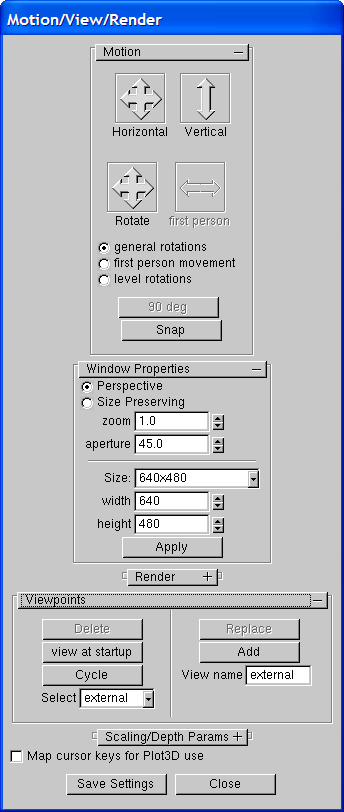 Motion/View/Render
Motion
Horizontal Vertical
Rotate first person
general rotations
first person movement
level rotations
90 deg
Snap
Window Properties
Perspective
Size Preserving
zoom 1.0
aperture 45.0
Size: 640x480
width 640
height 480
Apply
Render +
Viewpoints
Delete Replace
view at startup Add
Cycle View name external
Select external
Scaling/Depth Params +
Map cursor keys for Plot3D use
Save Settings Close